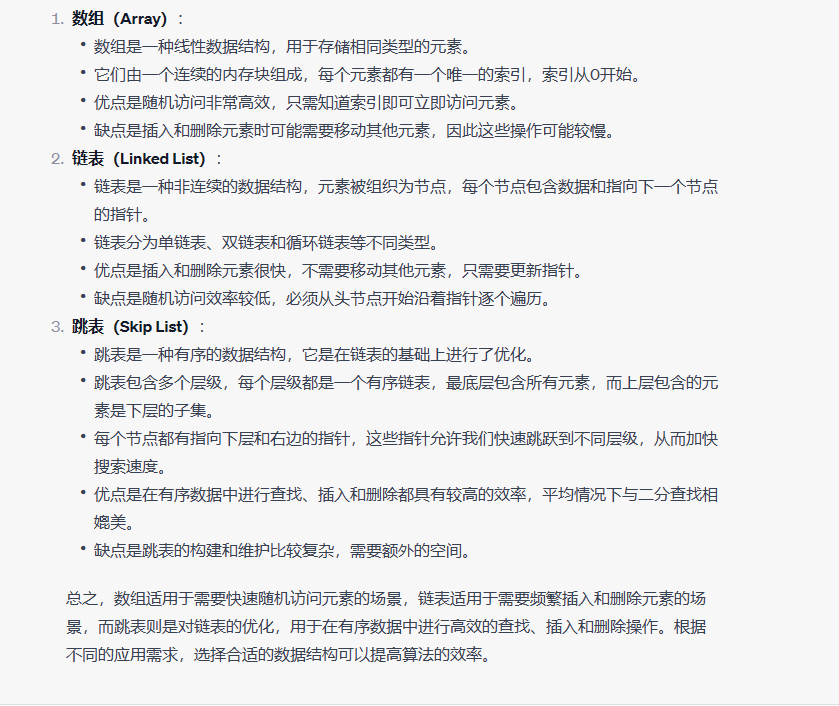 1. 数组（Array）：
• 数组是一种线性数据结构，用于存储相同类型的元素。
• 它们由一个连续的内存块组成，每个元素都有一个唯一的索引，索引从0开始。
• 优点是随机访问非常高效，只需知道索引即可立即访问元素。
• 缺点是插入和删除元素时可能需要移动其他元素，因此这些操作可能较慢。
2. 链表（Linked List）：
• 链表是一种非连续的数据结构，元素被组织为节点，每个节点包含数据和指向下一个节点
的指针。
• 链表分为单链表、双链表和循环链表等不同类型。
• 优点是插入和删除元素很快，不需要移动其他元素，只需要更新指针。
• 缺点是随机访问效率较低，必须从头节点开始沿着指针逐个遍历。
3. 跳表（Skip List）：
• 跳表是一种有序的数据结构，它是在链表的基础上进行了优化。
• 跳表包含多个层级，每个层级都是一个有序链表，最底层包含所有元素，而上层包含的元
素是下层的子集。
• 每个节点都有指向下层和右边的指针，这些指针允许我们快速跳跃到不同层级，从而加快
搜索速度。
• 优点是在有序数据中进行查找、插入和删除都具有较高的效率，平均情况下与二分查找相
媲美。
• 缺点是跳表的构建和维护比较复杂，需要额外的空间。
总之，数组适用于需要快速随机访问元素的场景，链表适用于需要频繁插入和删除元素的场
景，而跳表则是对链表的优化，用于在有序数据中进行高效的查找、插入和删除操作。根据
不同的应用需求，选择合适的数据结构可以提高算法的效率。